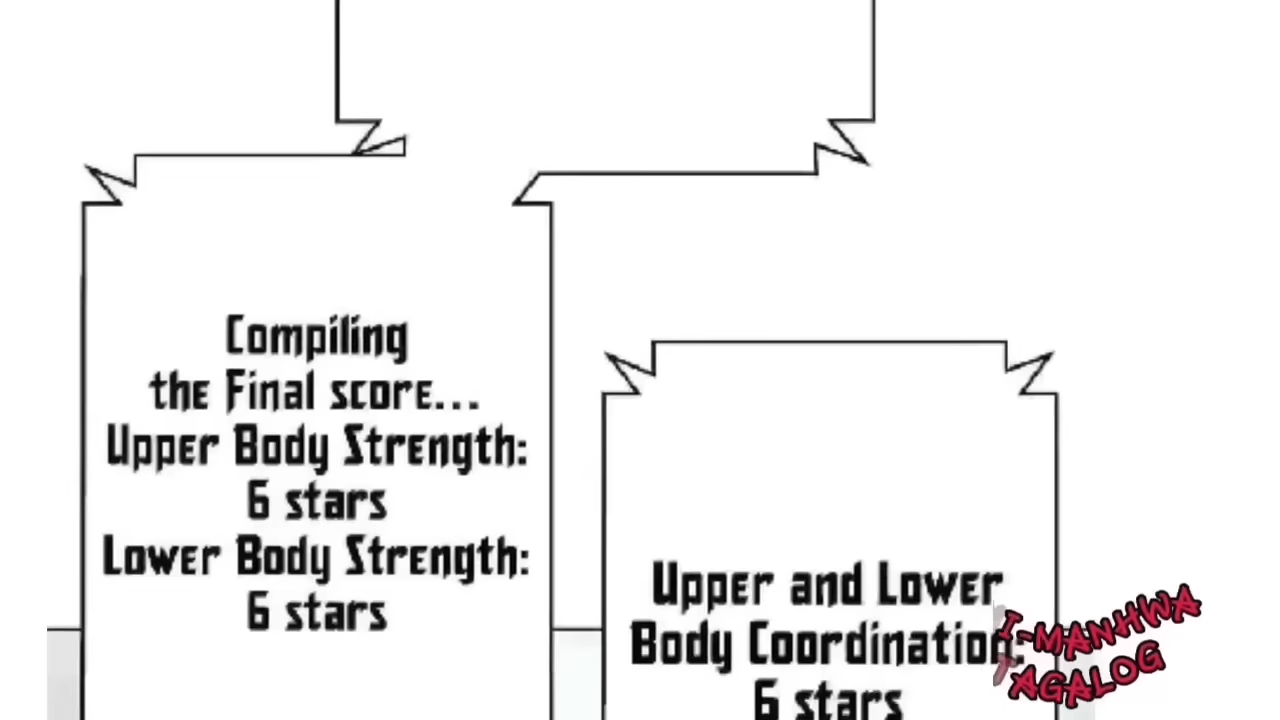 Compiling
the Final score...
Upper Body Strength:
6 stars
Lower Body Strength:
6 stars
Upper and Lower
Body Coordination:
6 stars
I-MANHWA
TAGALOG